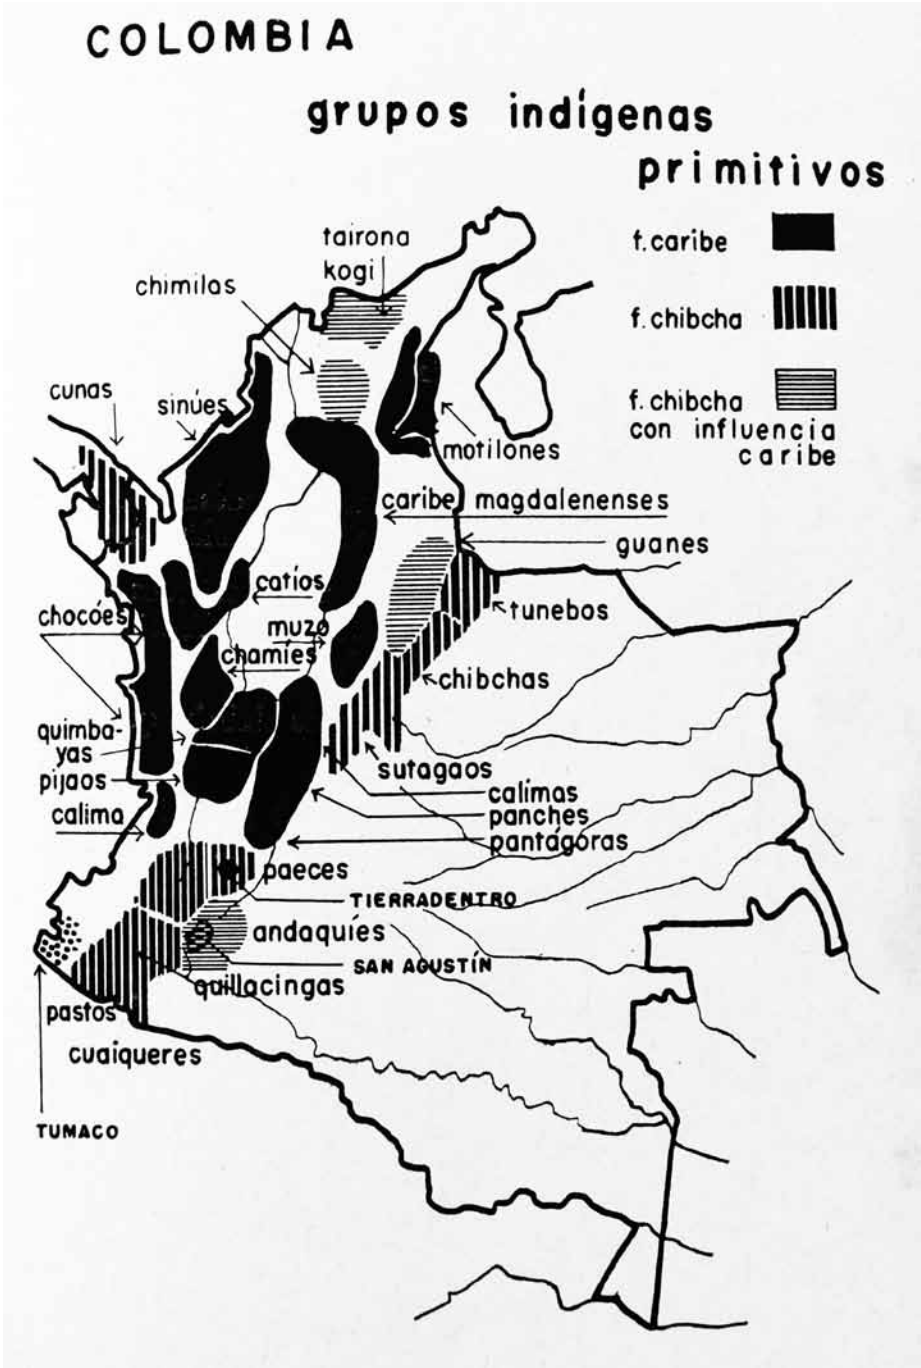 COLOMBIA
grupos indígenas
primitivos
f. caribe
f. chibcha
f. chibcha
con influencia
caribe
tairona
kogi
chimilas
cunas
sinúes
motilones
caribe magdalenenses
guanes
catíos
tunebos
chocóes
muzo
chamíes
chibchas
quimba-
yas
pijaos
sutagaos
calimas
calima
panches
pantágoras
paeces
TIERRADENTRO
andaquíes
SAN AGUSTÍN
quillacingas
pastos
cuaiqueres
TUMACO